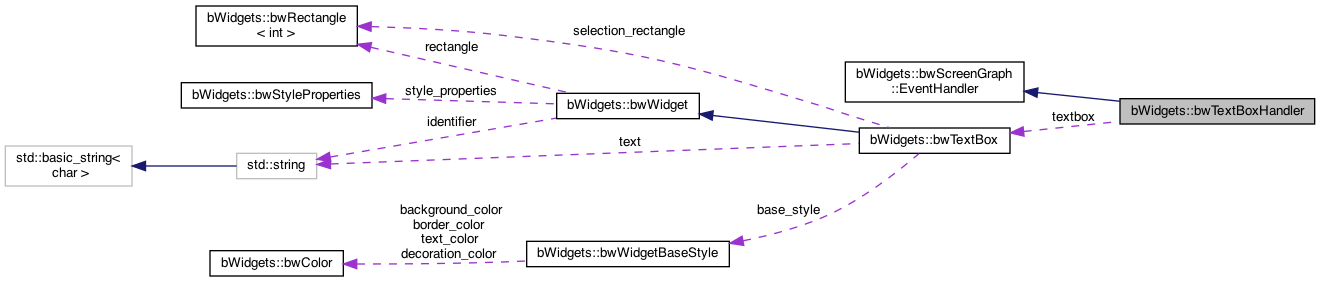 bWidgets::bwRectangle
< int >
selection_rectangle
rectangle
bWidgets::bwScreenGraph
::EventHandler
bWidgets::bwStyleProperties
style_properties
bWidgets::bwWidget
bWidgets::bwTextBoxHandler
textbox
identifier
bWidgets::bwTextBox
text
std::basic_string<
char >
std::string
base_style
background_color
border_color
text_color
decoration_color
bWidgets::bwWidgetBaseStyle
bWidgets::bwColor